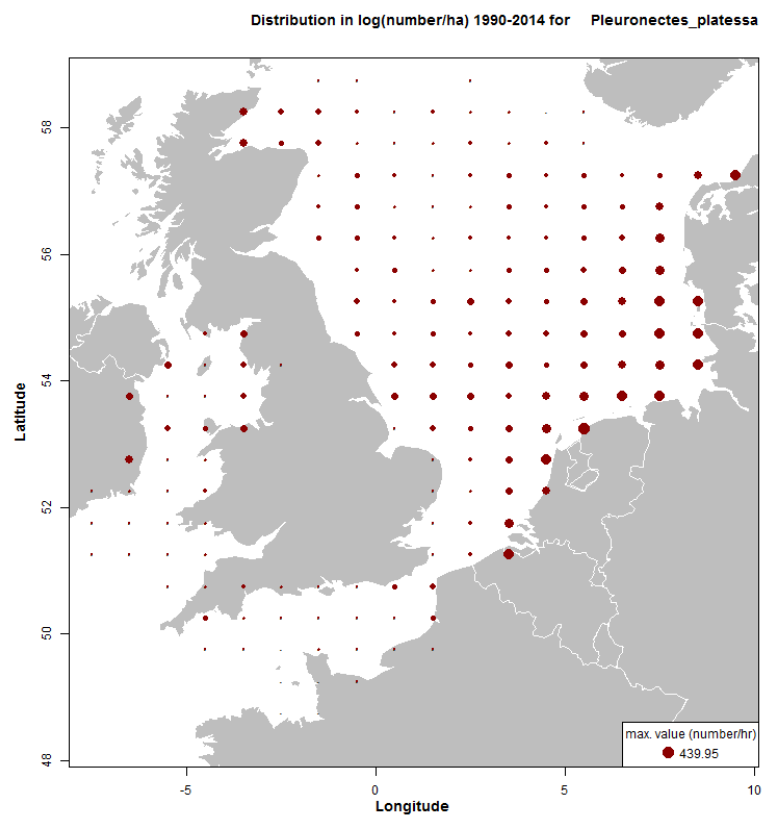 Distribution in log(number/ha) 1990-2014 for Pleuronectes_platessa
58
56
54
52
50
48
Latitude
-5
0
5
10
Longitude
max. value (number/hr)
439.95